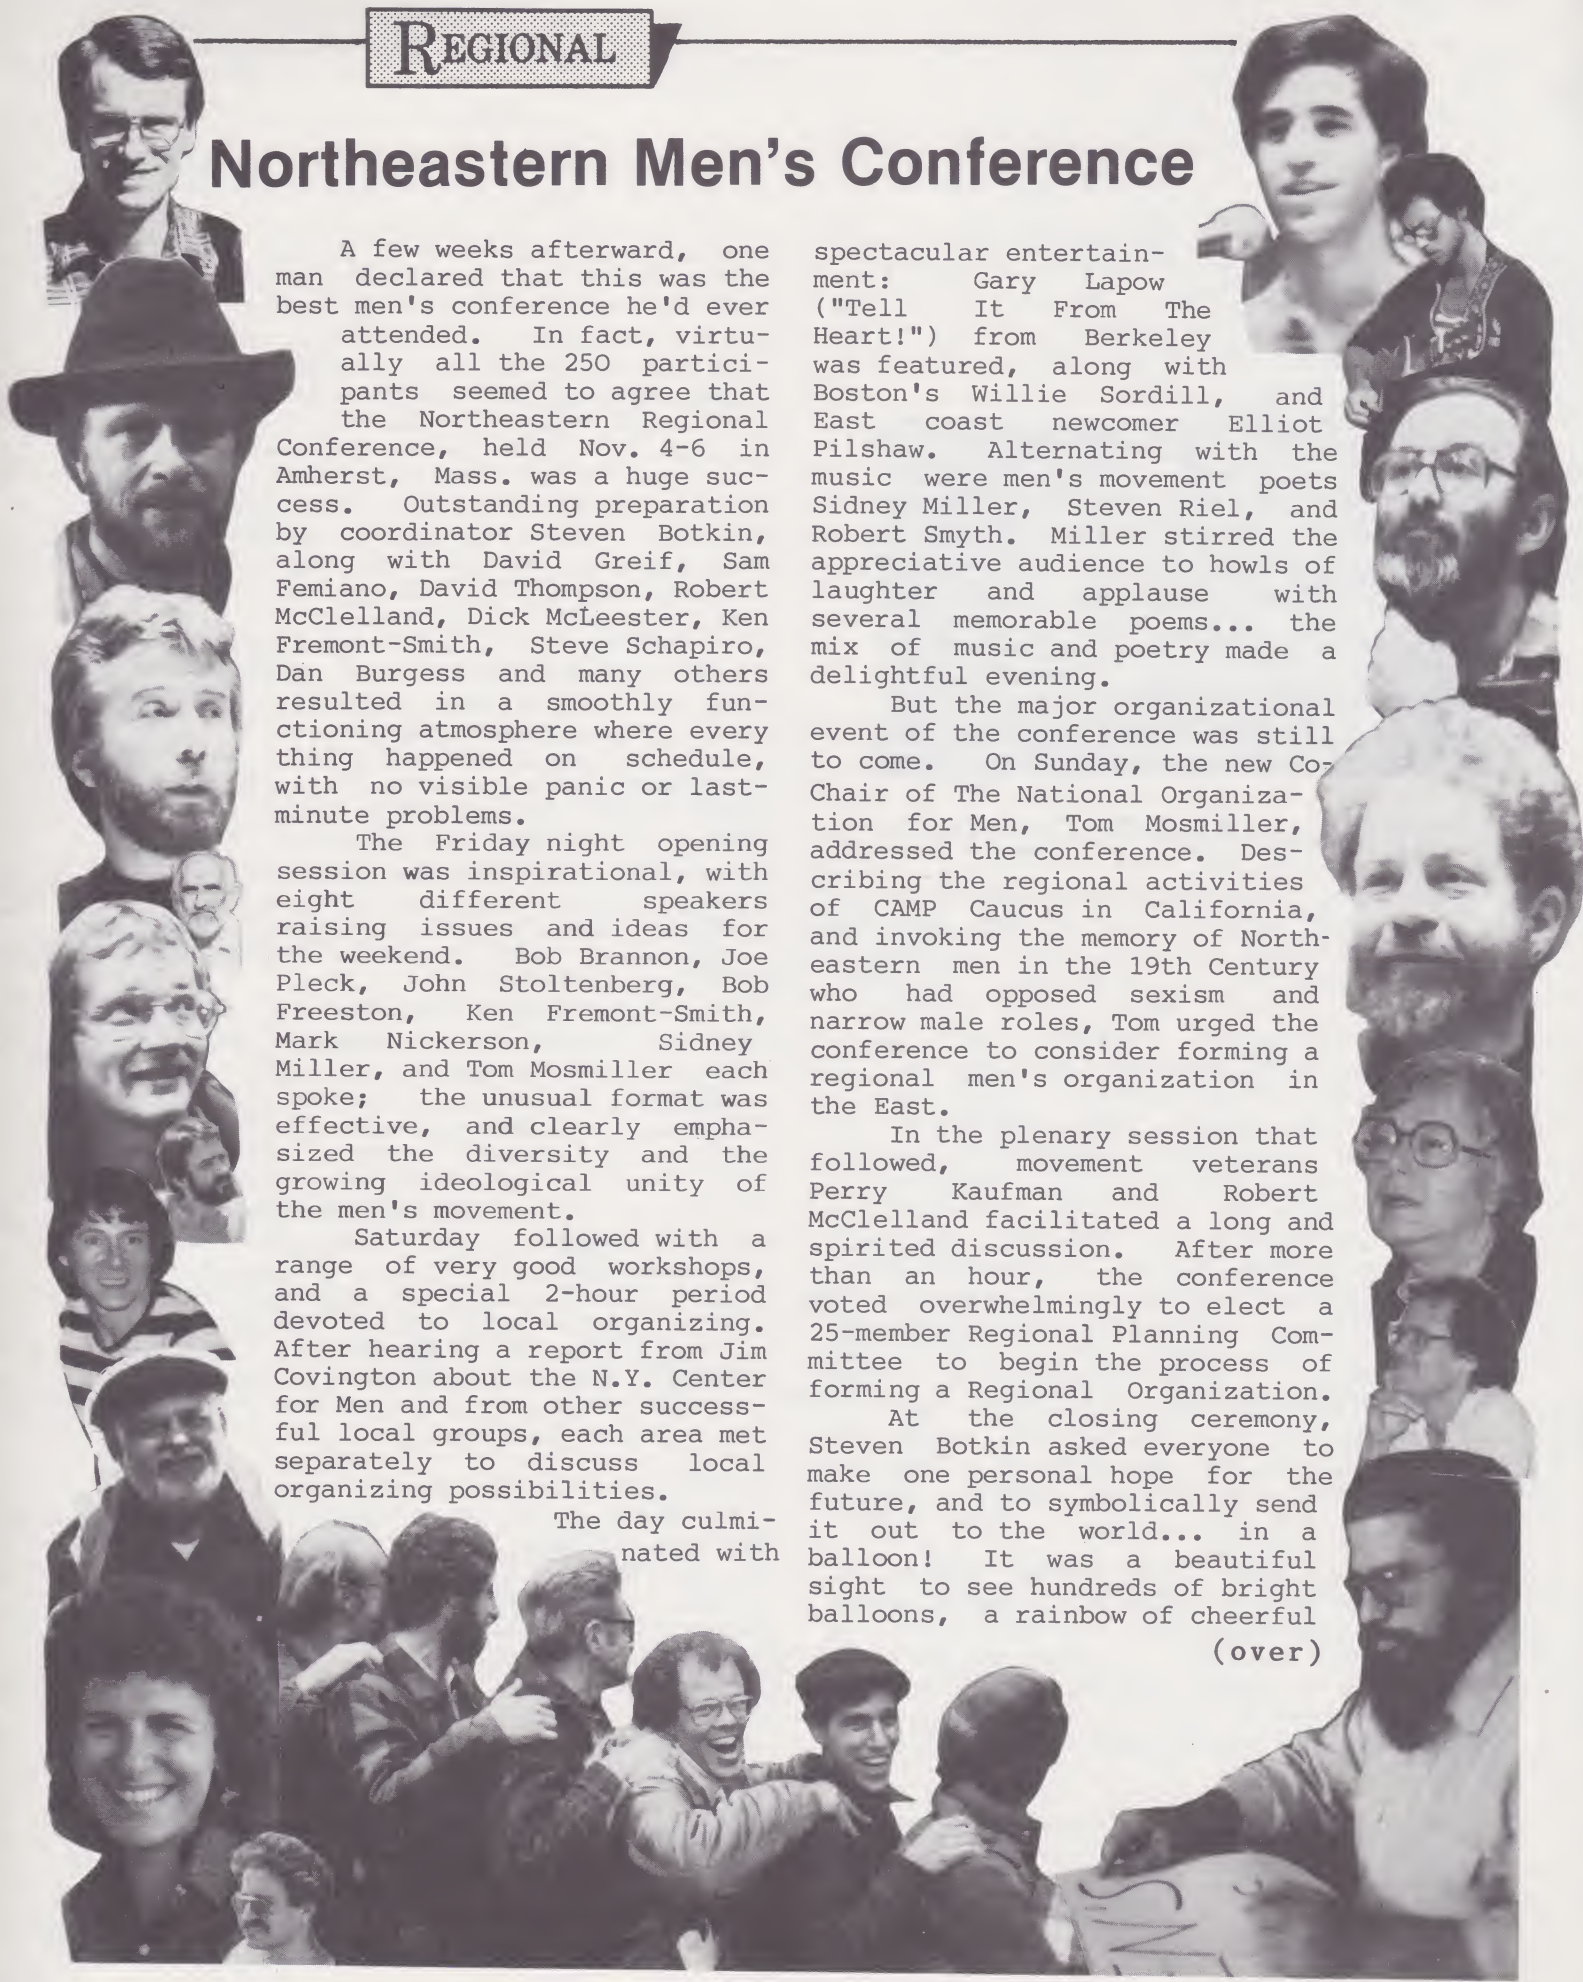 REGIONAL
Northeastern Men's Conference
A few weeks afterward, one
man declared that this was the
best men's conference he'd ever
attended. In fact, virtu-
ally all the 250 partici-
pants seemed to agree that
the Northeastern Regional
Conference, held Nov. 4-6 in
Amherst, Mass. was a huge suc-
cess. Outstanding preparation
by coordinator Steven Botkin,
along with David Greif, Sam
Femiano, David Thompson, Robert
McClelland, Dick McLeester, Ken
Fremont-Smith, Steve Schapiro,
Dan Burgess and many others
resulted in a smoothly fun-
ctioning atmosphere where every
thing happened on schedule,
with no visible panic or last-
minute problems.
The Friday night opening
session was inspirational, with
eight different speakers
raising issues and ideas for
the weekend. Bob Brannon, Joe
Pleck, John Stoltenberg, Bob
Freeston, Ken Fremont-Smith,
Mark Nickerson, Sidney
Miller, and Tom Mosmiller each
spoke; the unusual format was
effective, and clearly empha-
sized the diversity and the
growing ideological unity of
the men's movement.
Saturday followed with a
range of very good workshops,
and a special 2-hour period
devoted to local organizing.
After hearing a report from Jim
Covington about the N.Y. Center
for Men and from other success-
ful local groups, each area met
separately to discuss local
organizing possibilities.
The day culmi-
nated with
spectacular entertain-
ment: Gary Lapow
("Tell It From The
Heart!") from Berkeley
was featured, along with
Boston's Willie Sordill, and
East coast newcomer Elliot
Pilshaw. Alternating with the
music were men's movement poets
Sidney Miller, Steven Riel, and
Robert Smyth. Miller stirred the
appreciative audience to howls of
laughter and applause with
several memorable poems... the
mix of music and poetry made a
delightful evening.
But the major organizational
event of the conference was still
to come. On Sunday, the new Co-
Chair of The National Organiza-
tion for Men, Tom Mosmiller,
addressed the conference. Des-
cribing the regional activities
of CAMP Caucus in California,
and invoking the memory of North-
eastern men in the 19th Century
who had opposed sexism and
narrow male roles, Tom urged the
conference to consider forming a
regional men's organization in
the East.
In the plenary session that
followed, movement veterans
Perry Kaufman and Robert
McClelland facilitated a long and
spirited discussion. After more
than an hour, the conference
voted overwhelmingly to elect a
25-member Regional Planning Com-
mittee to begin the process of
forming a Regional Organization.
At the closing ceremony,
Steven Botkin asked everyone to
make one personal hope for the
future, and to symbolically send
it out to the world... in a
balloon! It was a beautiful
sight to see hundreds of bright
balloons, a rainbow of cheerful
(over)